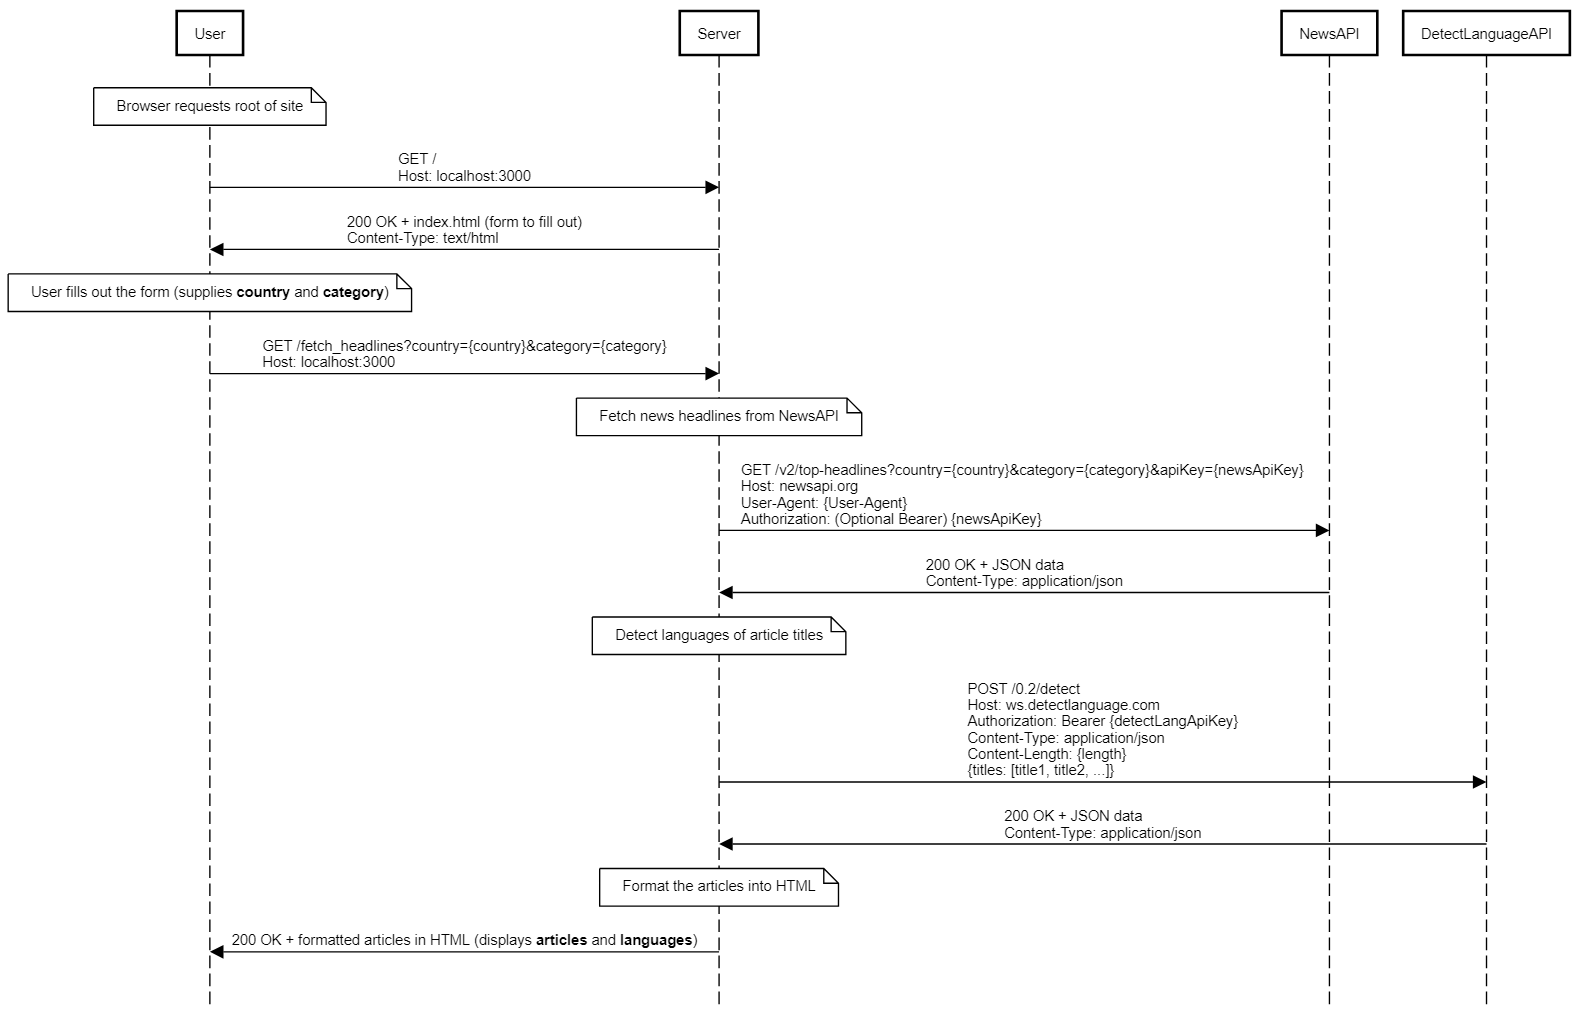 User
Server
NewsAPI
DetectLanguageAPI
Browser requests root of site
GET /
Host: localhost:3000
200 OK + index.html (form to fill out)
Content-Type: text/html
User fills out the form (supplies country and category)
GET /fetch_headlines?country={country}&category={category}
Host: localhost:3000
Fetch news headlines from NewsAPI
GET /v2/top-headlines?country={country}&category={category}&apiKey={newsApiKey}
Host: newsapi.org
User-Agent: {User-Agent}
Authorization: (Optional Bearer) {newsApiKey}
200 OK + JSON data
Content-Type: application/json
Detect languages of article titles
POST /0.2/detect
Host: ws.detectlanguage.com
Authorization: Bearer {detectLangApiKey}
Content-Type: application/json
Content-Length: {length}
{titles: [title1, title2, ...]}
200 OK + JSON data
Content-Type: application/json
Format the articles into HTML
200 OK + formatted articles in HTML (displays articles and languages)